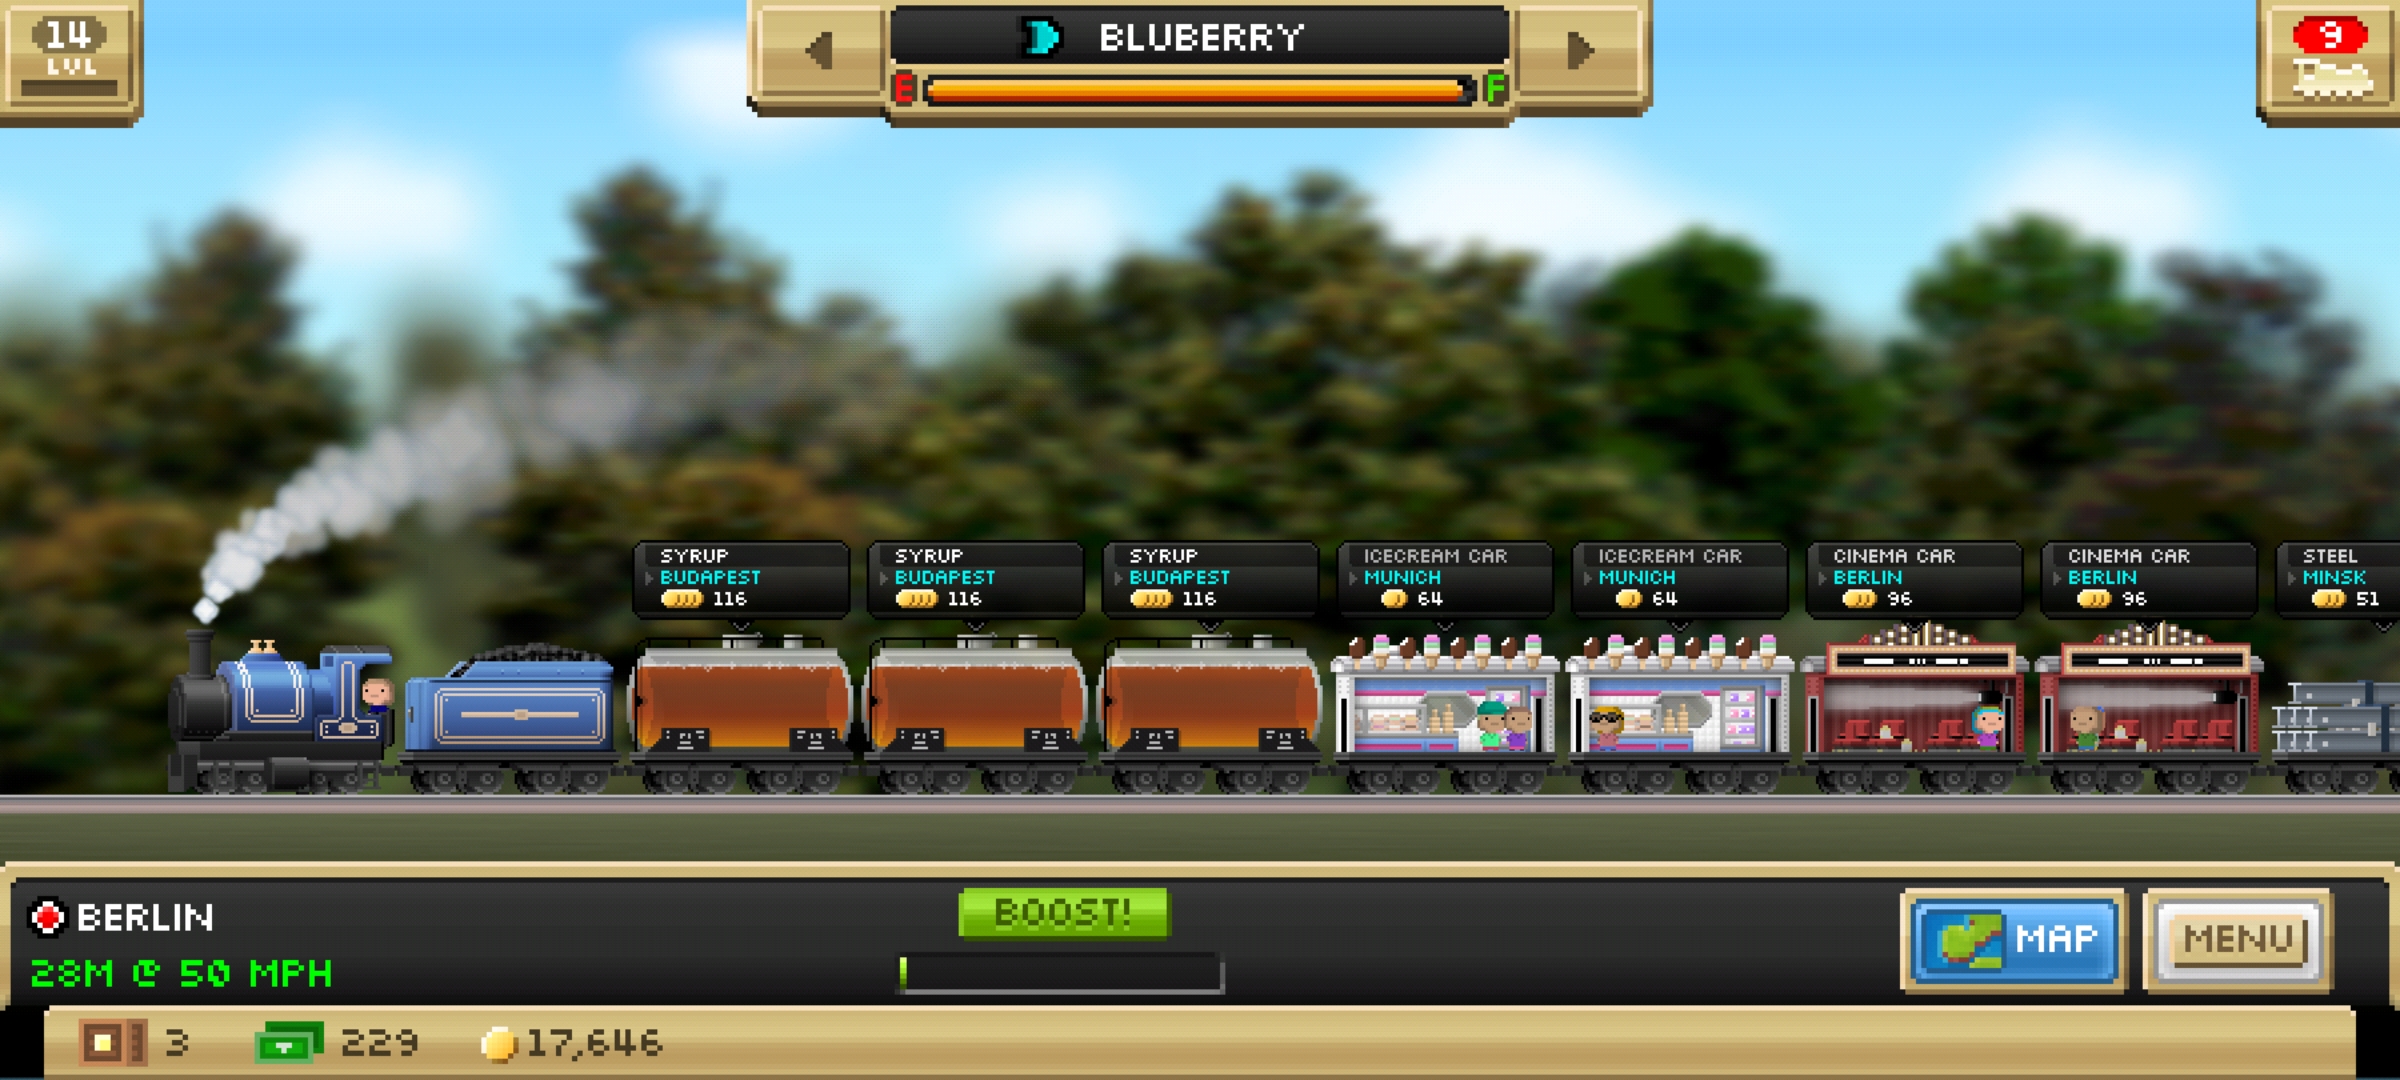 14
LVL
BLUBERRY
E
F
9
SYRUP
BUDAPEST
116
SYRUP
BUDAPEST
116
SYRUP
BUDAPEST
116
ICECREAM CAR
MUNICH
64
ICECREAM CAR
MUNICH
64
CINEMA CAR
BERLIN
96
CINEMA CAR
BERLIN
96
STEEL
MINSK
51
BERLIN
28M @ 50 MPH
BOOST!
MAP
MENU
3
229
17,646